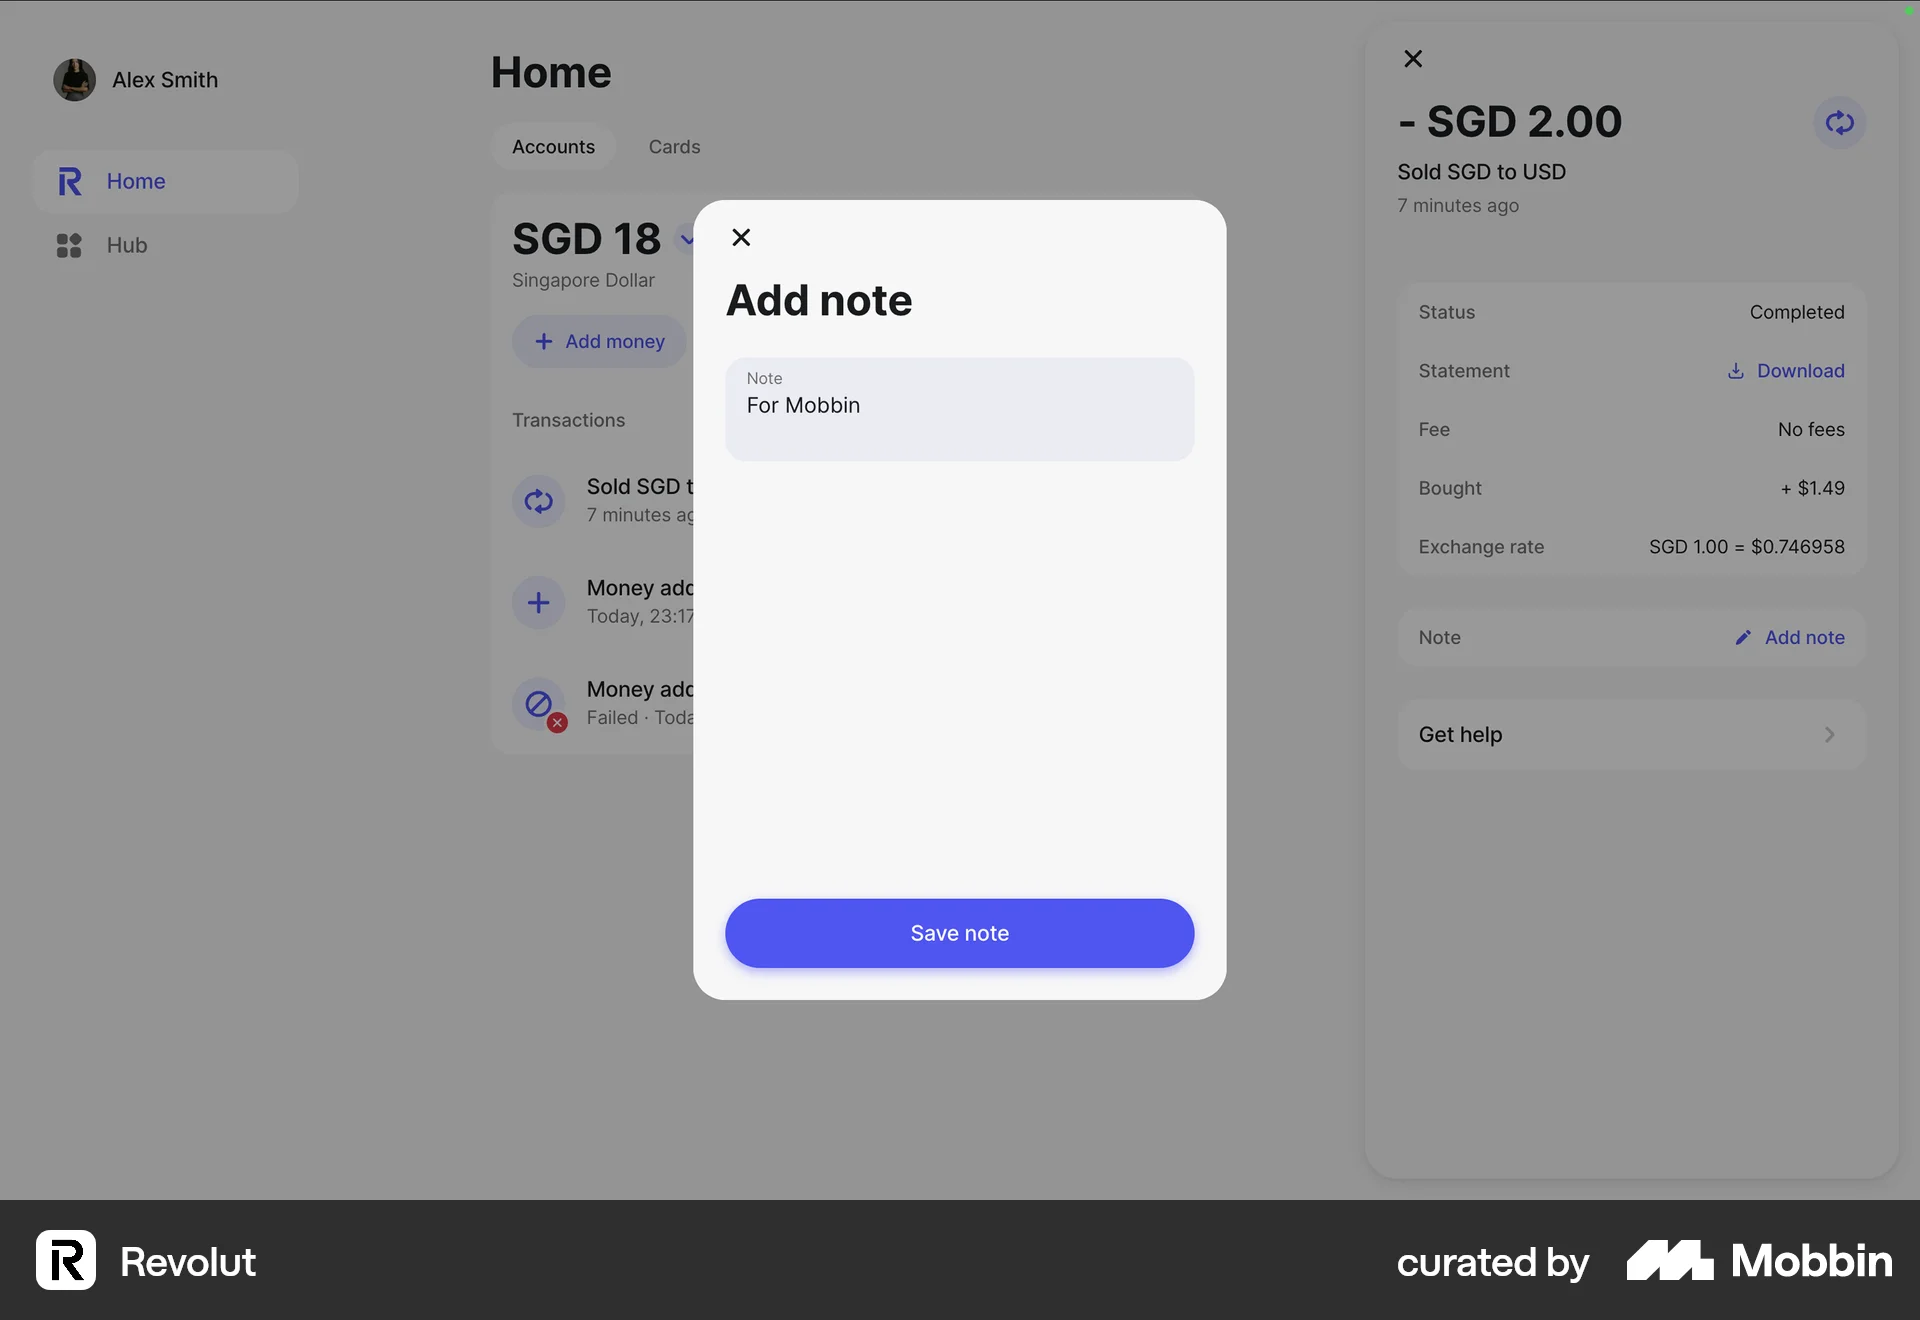 Alex Smith
Home
Hub
Home
Accounts
Cards
SGD 18
Singapore Dollar
Add money
Transactions
Sold SGD t
7 minutes ag
Money add
Today, 23:17
Money add
Failed · Toda
Add note
Note
For Mobbin
Save note
- SGD 2.00
Sold SGD to USD
7 minutes ago
Status
Completed
Statement
Download
Fee
No fees
Bought
+ $1.49
Exchange rate
SGD 1.00 = $0.746958
Note
Add note
Get help
Revolut
curated by
Mobbin